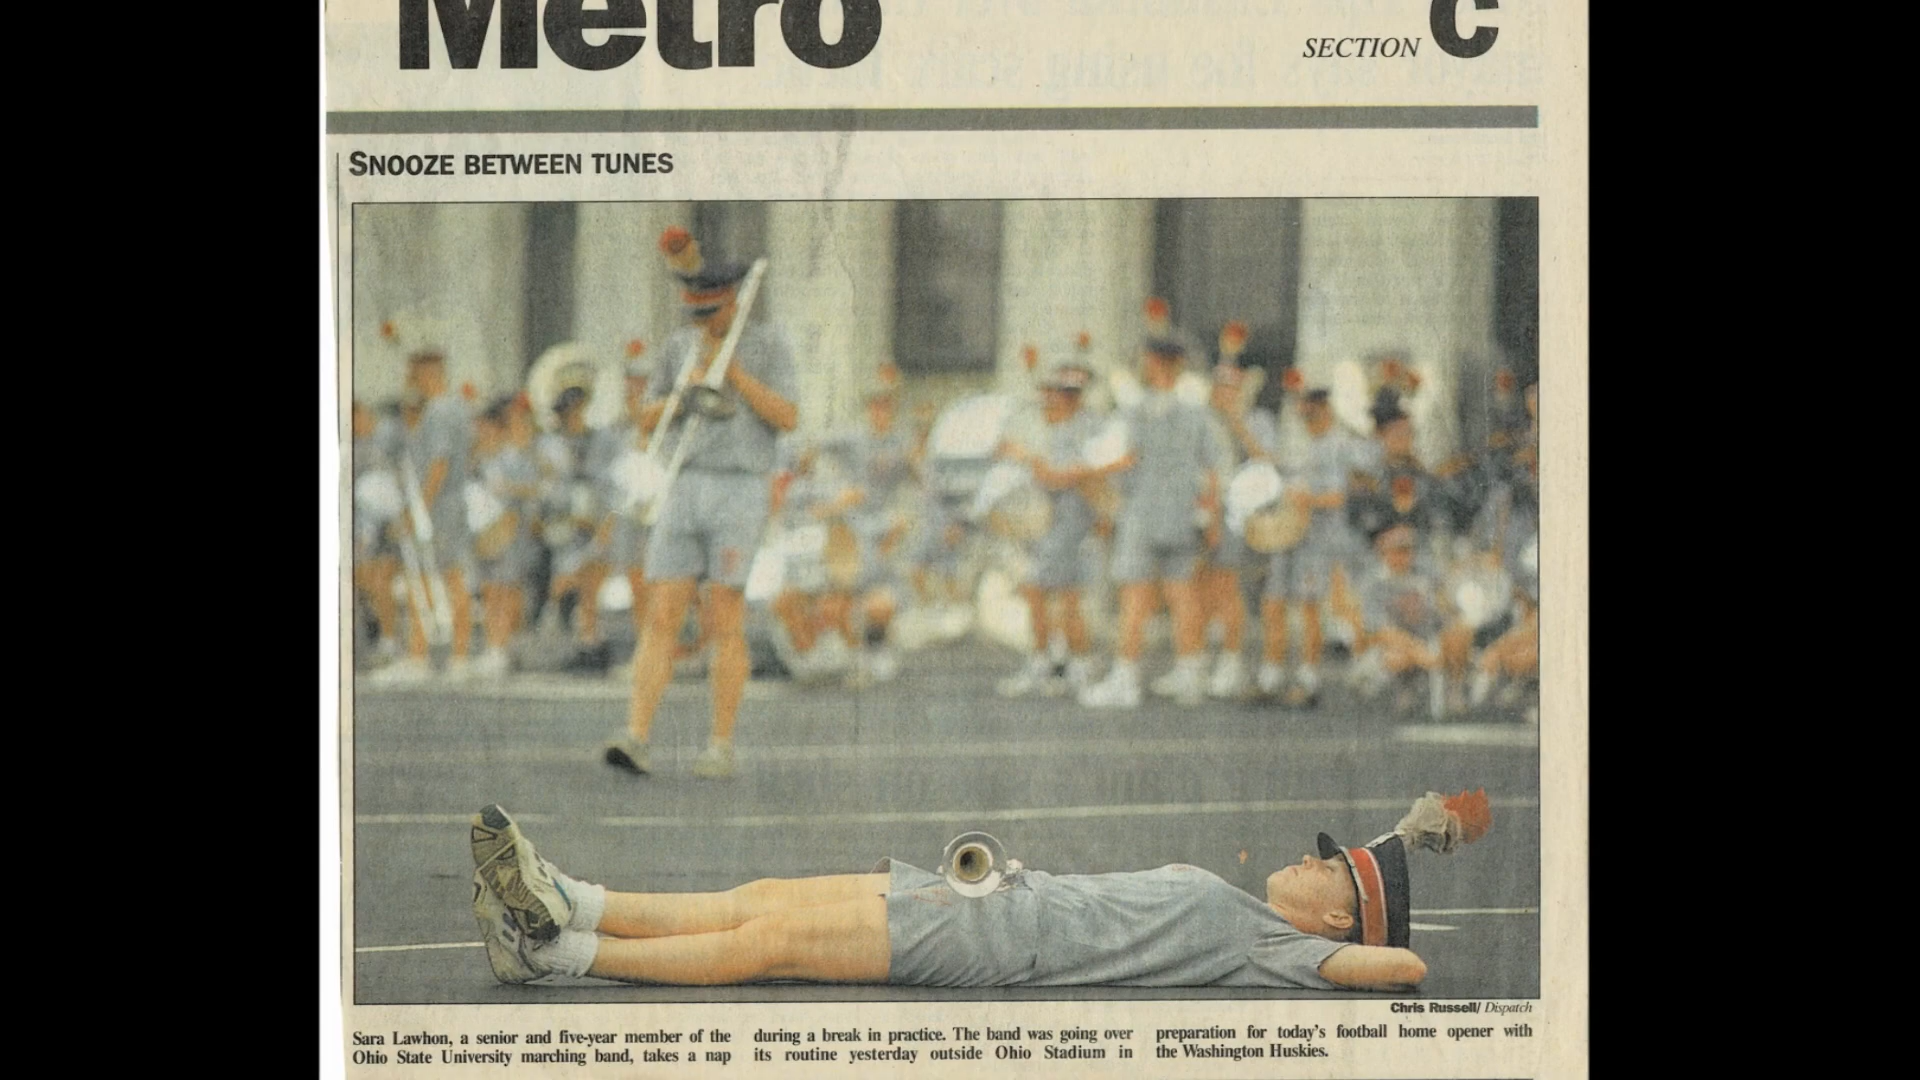 Metro
SECTION C
SNOOZE BETWEEN TUNES
Chris Russell/ Dispatch
Sara Lawhon, a senior and five-year member of the
Ohio State University marching band, takes a nap
during a break in practice. The band was going over
its routine yesterday outside Ohio Stadium in
preparation for today's football home opener with
the Washington Huskies.